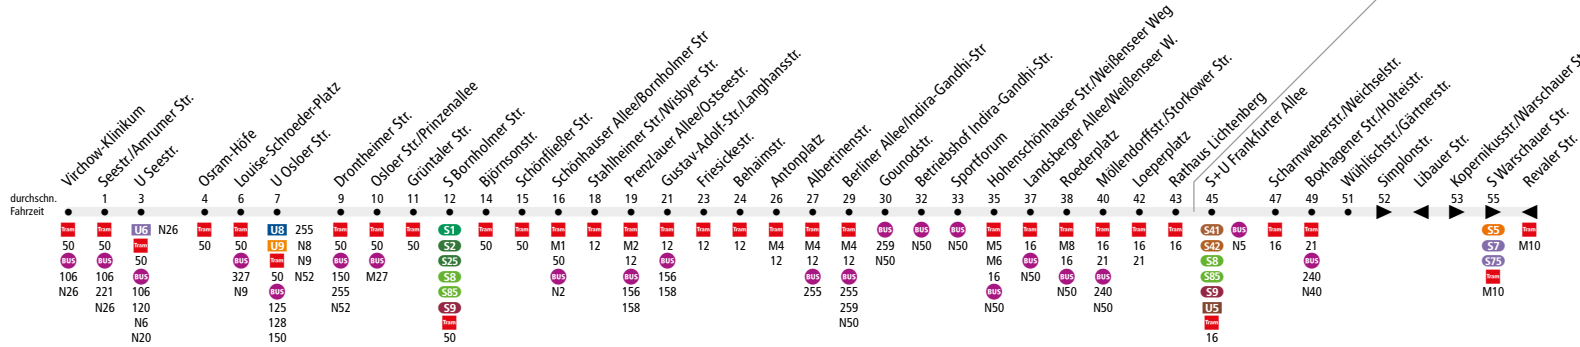 Virchow-Klinikum
Seestr./Amrumer Str.
U Seestr.
Osram-Höfe
Louise-Schroeder-Platz
U Osloer Str.
Drontheimer Str.
Osloer Str./Prinzenallee
Grüntaler Str.
S Bornholmer Str.
Björnsonstr.
Schönfließer Str.
Schönhauser Allee/Bornholmer Str
Stahlheimer Str./Wisbyer Str.
Prenzlauer Allee/Ostseestr.
Gustav-Adolf-Str./Langhansstr.
Friesickestr.
Behaimstr.
Antonplatz
Albertinenstr.
Berliner Allee/Indira-Gandhi-Str
Gounodstr.
Betriebshof Indira-Gandhi-Str.
Sportforum
Hohenschönhauser Str./Weißenseer Weg
Landsberger Allee/Weißenseer W.
Roederplatz
Möllendorffstr./Storkower Str.
Loeperplatz
Rathaus Lichtenberg
S+U Frankfurter Allee
Scharnweberstr./Weichselstr.
Boxhagener Str./Holteistr.
Wühlischstr./Gärtnerstr.
Simplonstr.
Libauer Str.
Kopernikusstr./Warschauer
S Warschauer Str.
Revaler Str.
durchschn. 1 3 4 6 7 9 10 11 12 14 15 16 18 19 21 23 24 26 27 29 30 32 33 35 37 38 40 42 43 45 47 49 51 52 53 55
Fahrzeit
Tram
50
BUS
106
N26
Tram
50
BUS
106
221
N26
U6 N26
Tram
50
BUS
106
120
N6
N20
Tram
50
Tram
50
BUS
327
N9
U8 255
U9 N8
Tram N9
50 N52
BUS
125
128
150
Tram
50
BUS
150
255
N52
Tram
50
BUS
M27
Tram
50
S1
S2
S25
S8
S85
S9
Tram
50
Tram
50
Tram
50
Tram
M1
50
BUS
N2
Tram
12
Tram
M2
12
BUS
156
158
Tram
12
BUS
156
158
Tram
12
Tram
12
Tram
M4
12
Tram
M4
12
BUS
255
Tram
M4
12
BUS
255
259
N50
BUS
259
N50
BUS
N50
BUS
N50
Tram
M5
M6
16
BUS
N50
Tram
16
BUS
N50
Tram
M8
16
BUS
N50
Tram
16
21
BUS
240
N50
Tram
16
21
Tram
16
S41 BUS
S42 N5
S8
S85
S9
U5
Tram
16
Tram
16
Tram
21
BUS
240
N40
S5
S7
S75
Tram
M10
Tram
M10